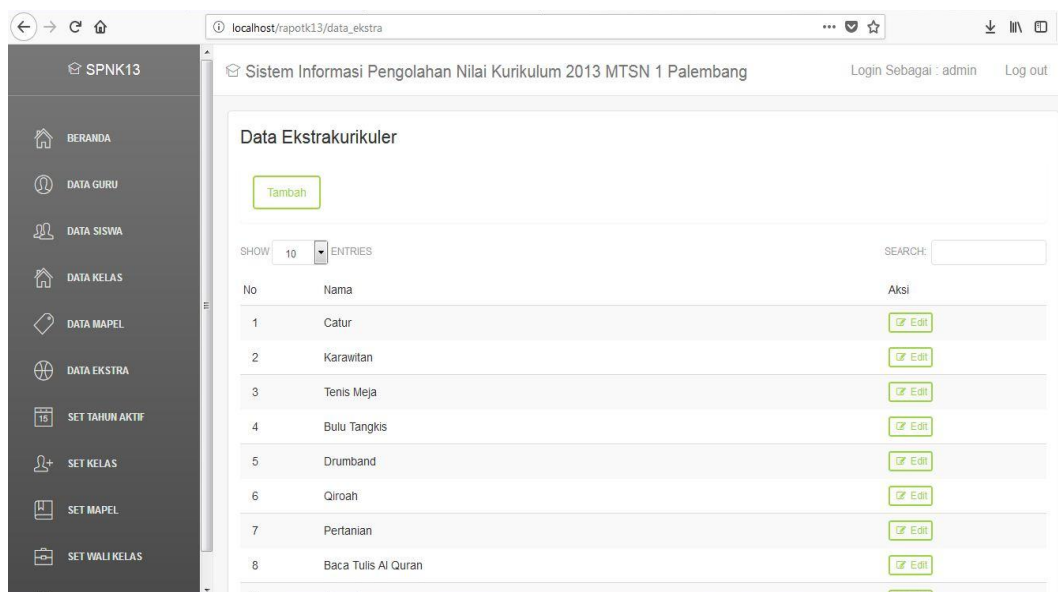 localhost/rapotk13/data_ekstra
SPNK13
Sistem Informasi Pengolahan Nilai Kurikulum 2013 MTSN 1 Palembang
Login Sebagai : admin
Log out
BERANDA
DATA GURU
DATA SISWA
DATA KELAS
DATA MAPEL
DATA EKSTRA
15
SET TAHUN AKTIF
SET KELAS
SET MAPEL
SET WALI KELAS
Data Ekstrakurikuler
Tambah
SHOW 10 ENTRIES
SEARCH:
No Nama Aksi
1 Catur Edit
2 Karawitan Edit
3 Tenis Meja Edit
4 Bulu Tangkis Edit
5 Drumband Edit
6 Qiroah Edit
7 Pertanian Edit
8 Baca Tulis Al Quran Edit